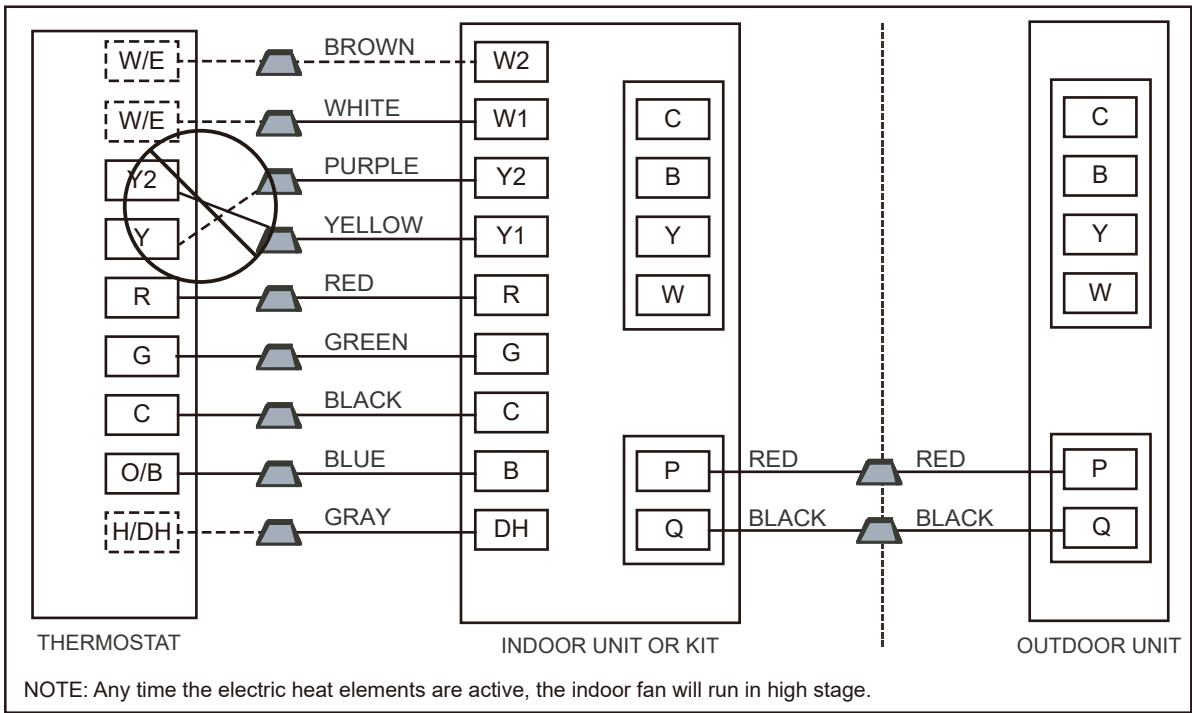 W/E BROWN W2
W/E WHITE W1 C C
Y2 PURPLE Y2 B B
Y YELLOW Y1 Y Y
R RED R W W
G GREEN G
C BLACK C
O/B BLUE B P RED RED P
H/DH GRAY DH Q BLACK BLACK Q
THERMOSTAT INDOOR UNIT OR KIT OUTDOOR UNIT
NOTE: Any time the electric heat elements are active, the indoor fan will run in high stage.